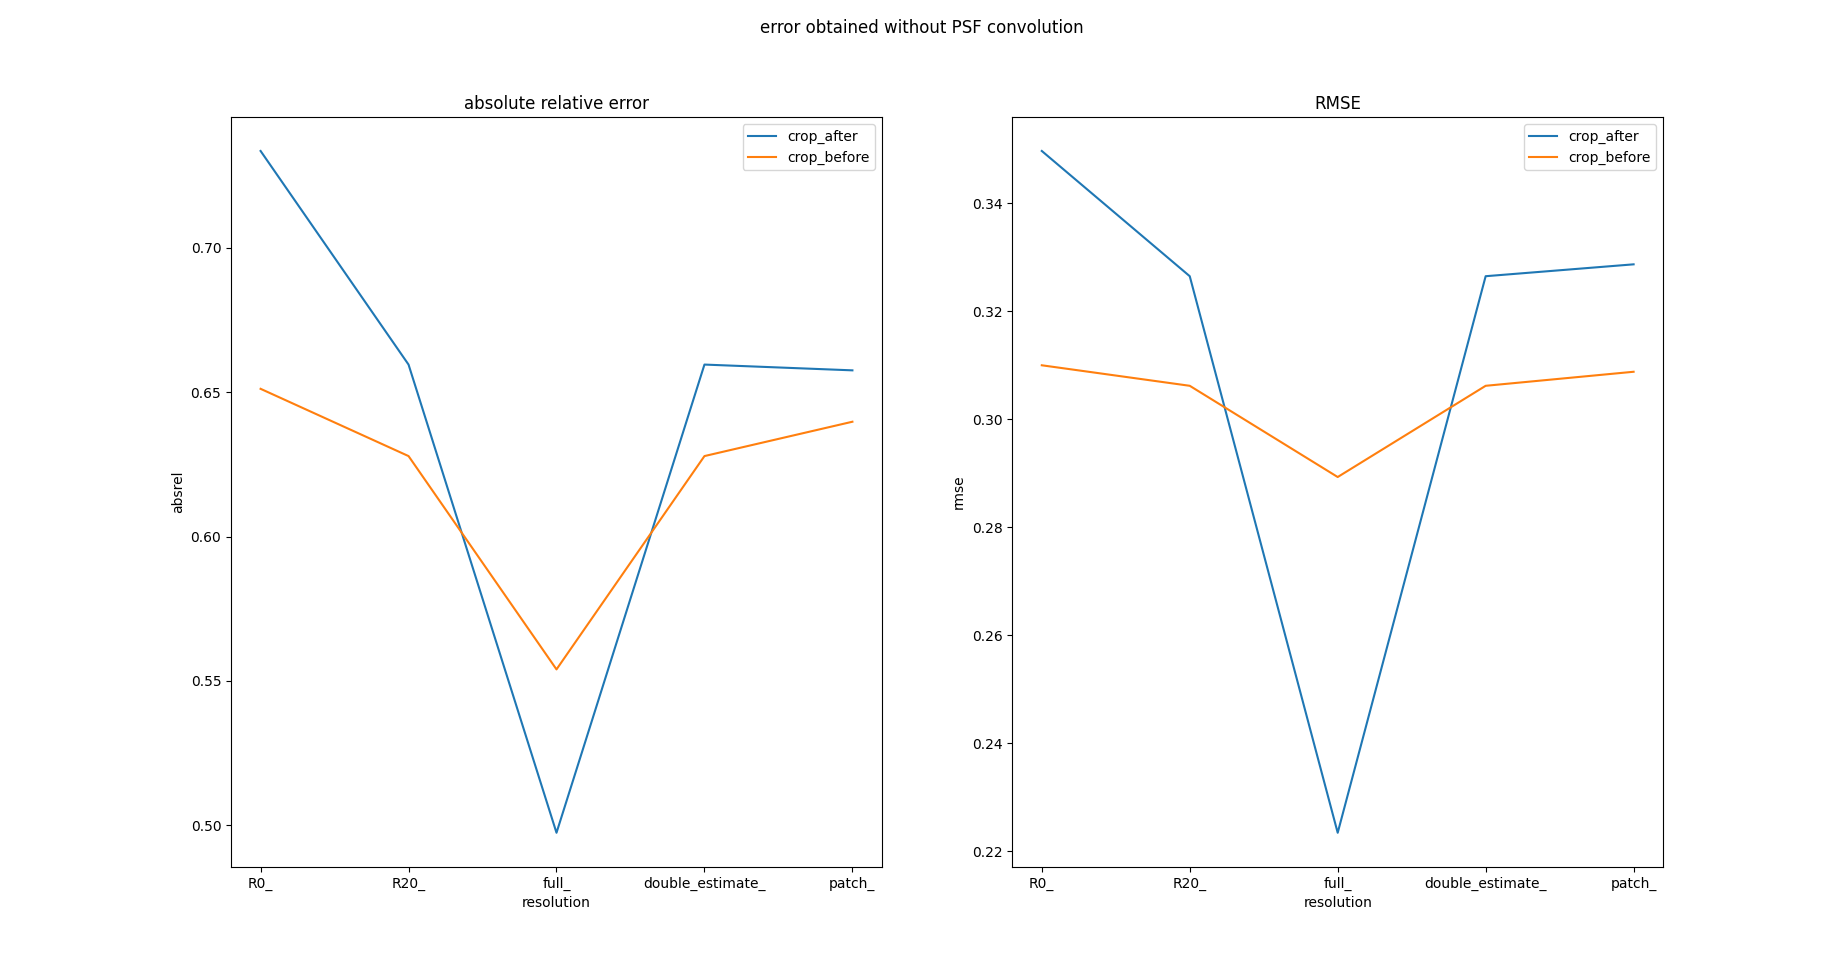 error obtained without PSF convolution
absolute relative error
crop_after
crop_before
0.70
0.65
0.60
0.55
0.50
absrel
R0_ R20_ full_ double_estimate_ patch_
resolution
RMSE
crop_after
crop_before
0.34
0.32
0.30
0.28
0.26
0.24
0.22
rmse
R0_ R20_ full_ double_estimate_ patch_
resolution